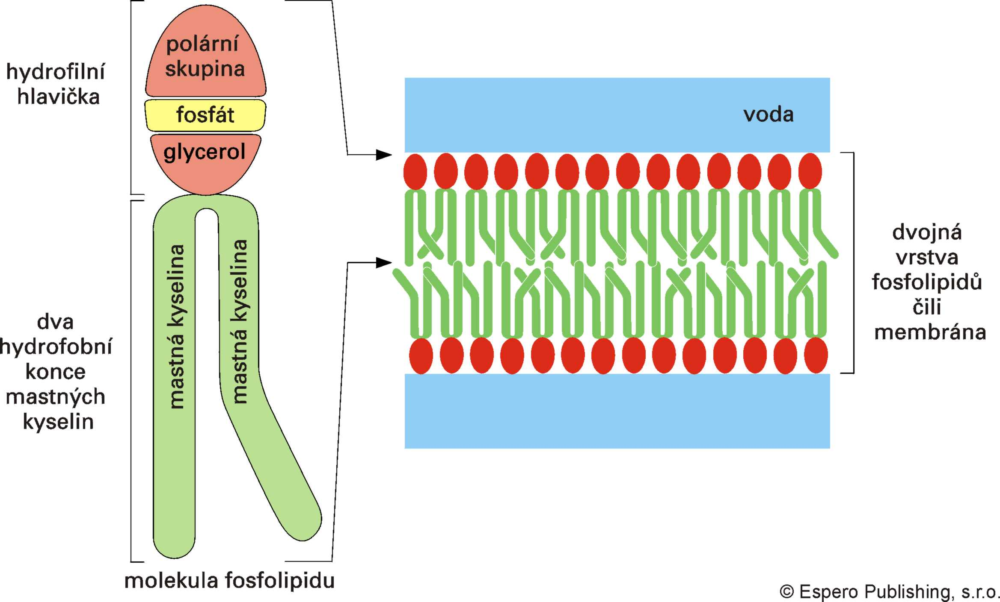 polární
skupina
hydrofilní
hlavička
fosfát
glycerol
mastná kyselina
mastná kyselina
dva
hydrofobní
konce
mastných
kyselin
molekula fosfolipidu
voda
dvojná
vrstva
fosfolipidů
čili
membrána
© Espero Publishing, s.r.o.